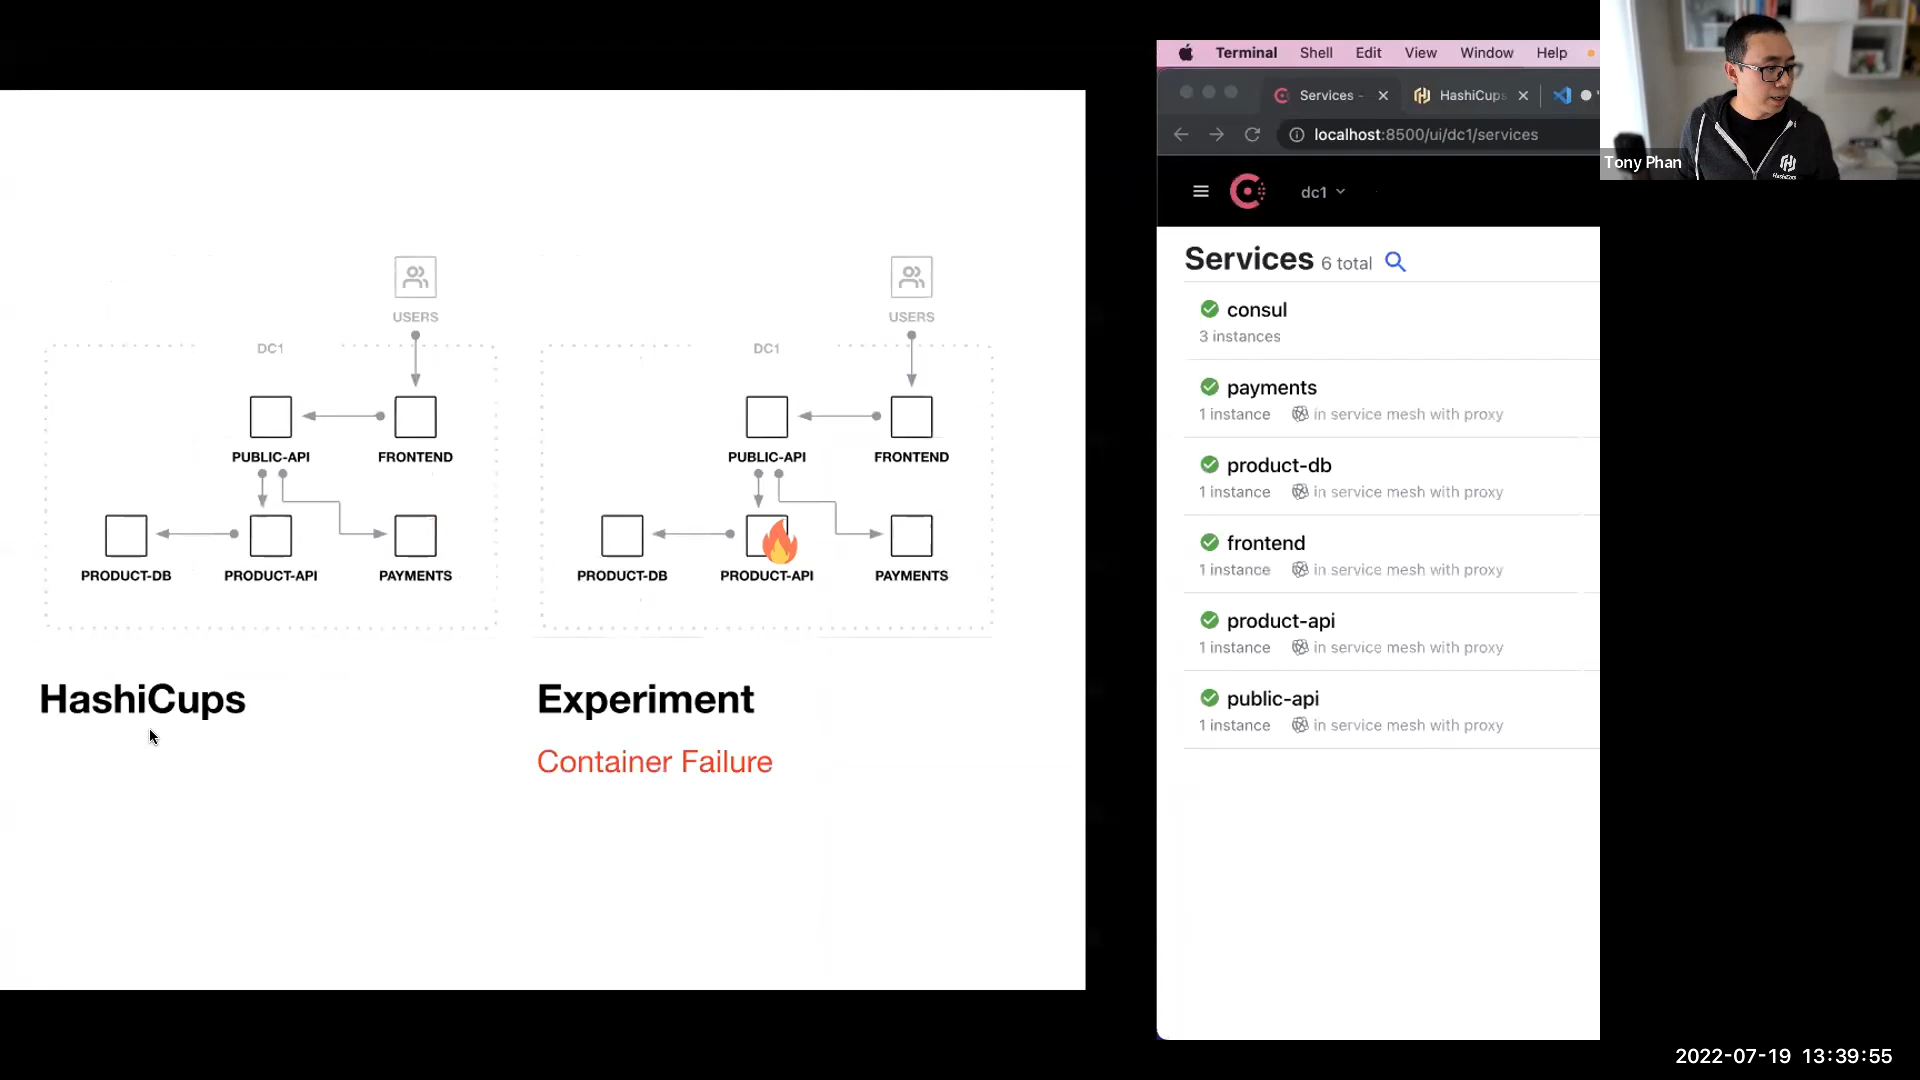 USERS
DC1
PUBLIC-API
FRONTEND
PRODUCT-DB
PRODUCT-API
PAYMENTS
HashiCups
USERS
DC1
PUBLIC-API
FRONTEND
PRODUCT-DB
PRODUCT-API
PAYMENTS
Experiment
Container Failure
Terminal Shell Edit View Window Help
Services - HashiCups
localhost:8500/ui/dc1/services
dc1
Services 6 total
consul
3 instances
payments
1 instance in service mesh with proxy
product-db
1 instance in service mesh with proxy
frontend
1 instance in service mesh with proxy
product-api
1 instance in service mesh with proxy
public-api
1 instance in service mesh with proxy
Tony Phan
2022-07-19 13:39:55